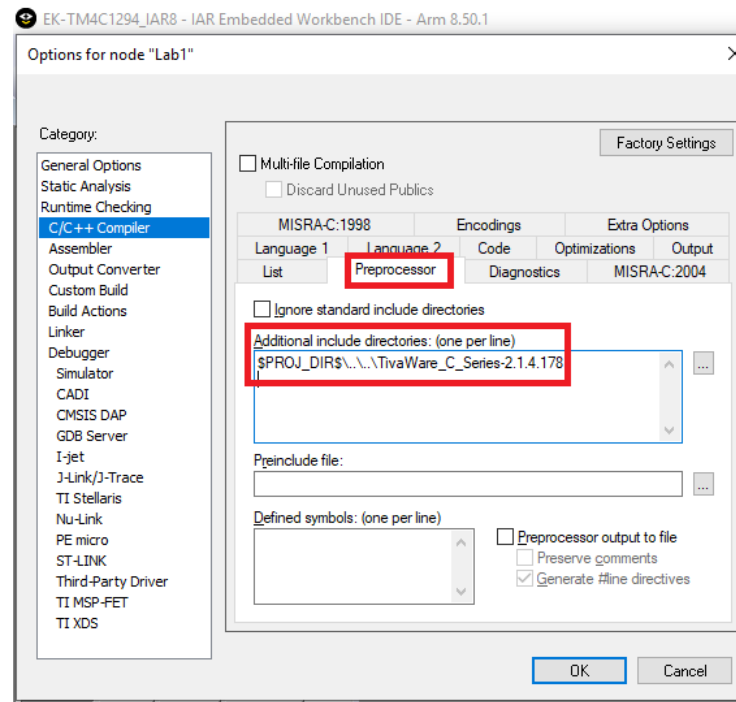 EK-TM4C1294_IAR8 - IAR Embedded Workbench IDE - Arm 8.50.1
Options for node "Lab1"
Category:
General Options
Static Analysis
Runtime Checking
C/C++ Compiler
Assembler
Output Converter
Custom Build
Build Actions
Linker
Debugger
Simulator
CADI
CMSIS DAP
GDB Server
I-jet
J-Link/J-Trace
TI Stellaris
Nu-Link
PE micro
ST-LINK
Third-Party Driver
TI MSP-FET
TI XDS
Factory Settings
Multi-file Compilation
Discard Unused Publics
MISRA-C:1998 Encodings Extra Options
Language 1 Language 2 Code Optimizations Output
List Preprocessor Diagnostics MISRA-C:2004
Ignore standard include directories
Additional include directories: (one per line)
$PROJ_DIR$\..\..\TivaWare_C_Series-2.1.4.178
...
Preinclude file:
...
Defined symbols: (one per line)
Preprocessor output to file
Preserve comments
Generate #line directives
OK Cancel